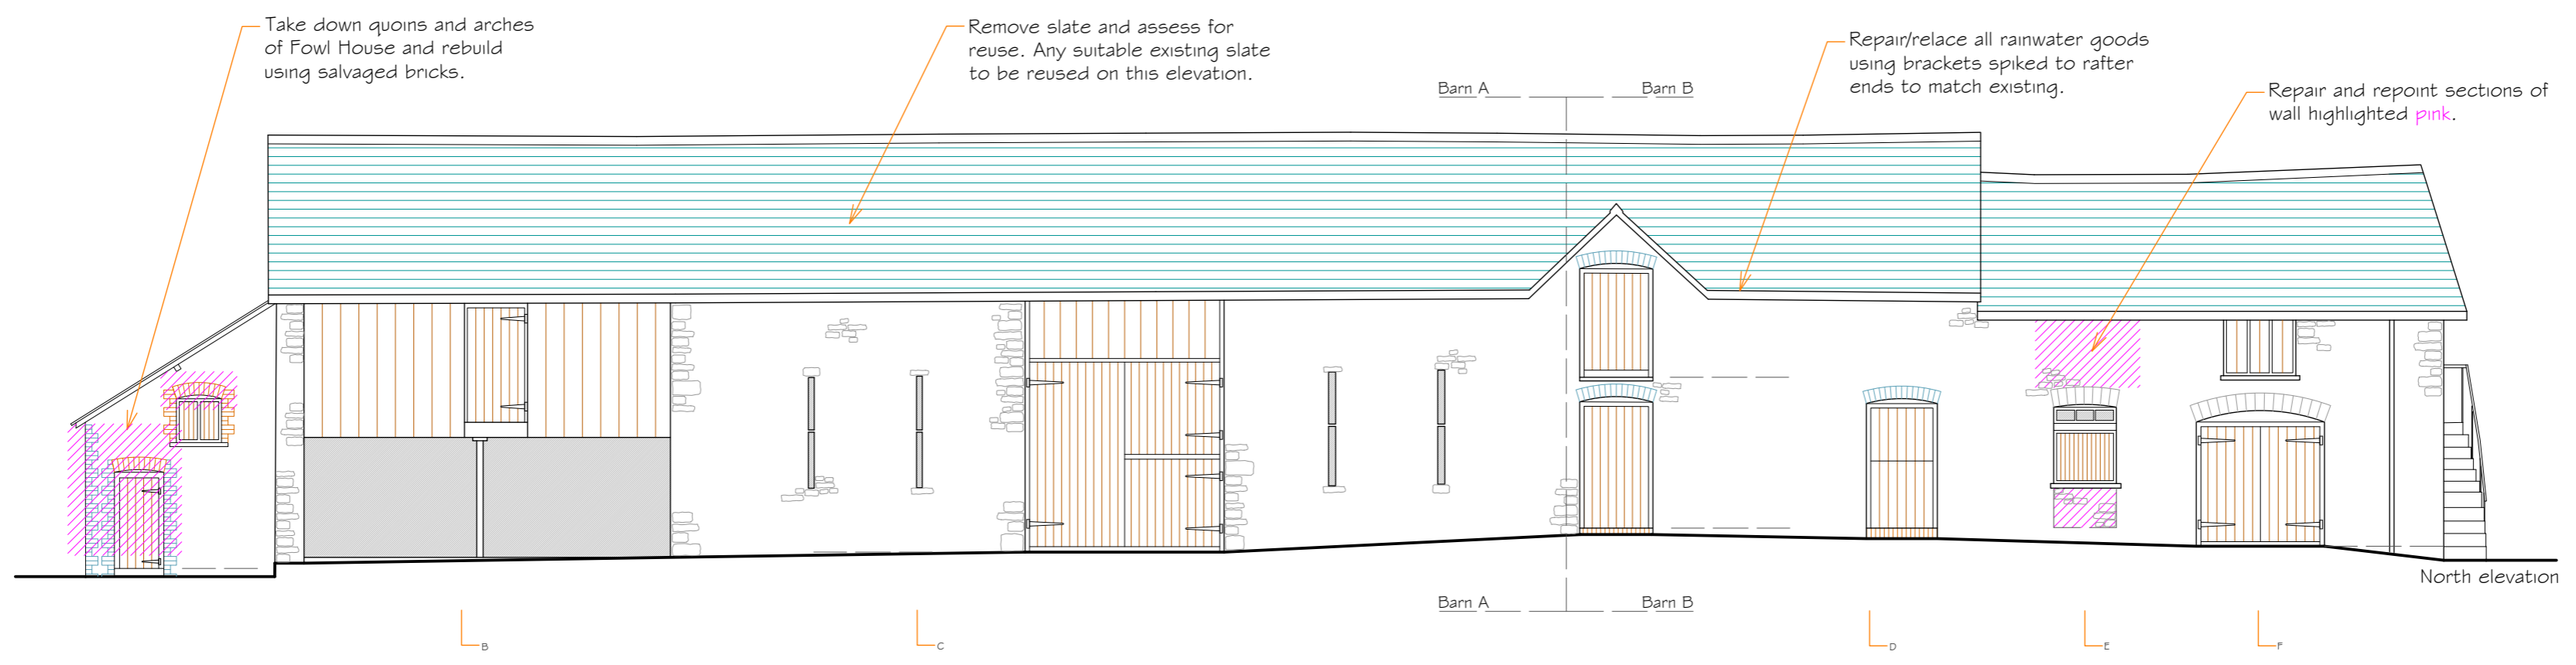 Take down quoins and arches
of Fowl House and rebuild
using salvaged bricks.
Remove slate and assess for
reuse. Any suitable existing slate
to be reused on this elevation.
Repair/relace all rainwater goods
using brackets spiked to rafter
ends to match existing.
Repair and repoint sections of
wall highlighted pink.
Barn A
Barn B
North elevation
Barn A
Barn B
B
C
D
E
F